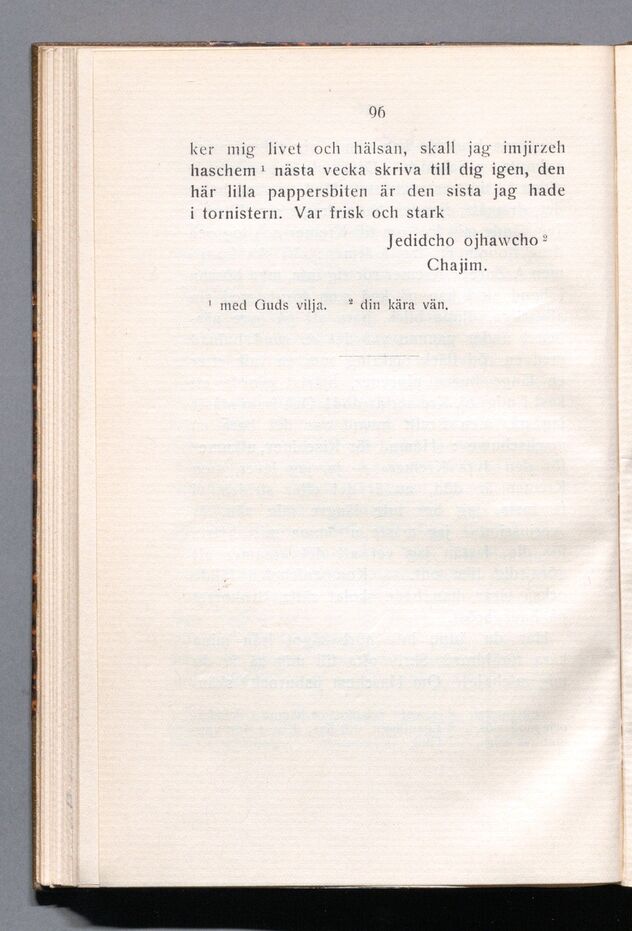 96
ker mig livet och hälsan, skall jag imjirzeh
haschem¹ nästa vecka skriva till dig igen, den
här lilla pappersbiten är den sista jag hade
i tornistern. Var frisk och stark
Jedidcho ojhawcho²
Chajim.
¹ med Guds vilja. ² din kära vän.